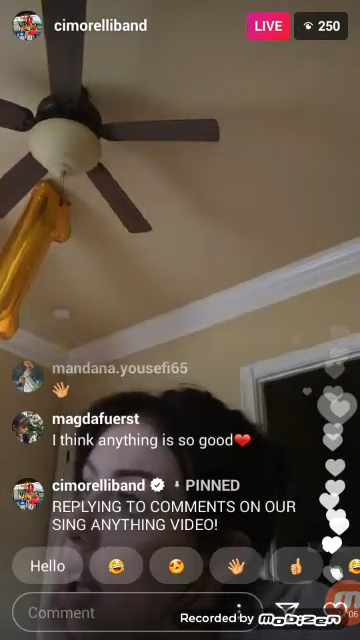 cimorelliband
LIVE
250
mandana.yousefi65
magdafuerst
I think anything is so good
cimorelliband PINNED
REPLYING TO COMMENTS ON OUR
SING ANYTHING VIDEO!
Hello
Comment
Recorded by mobizen